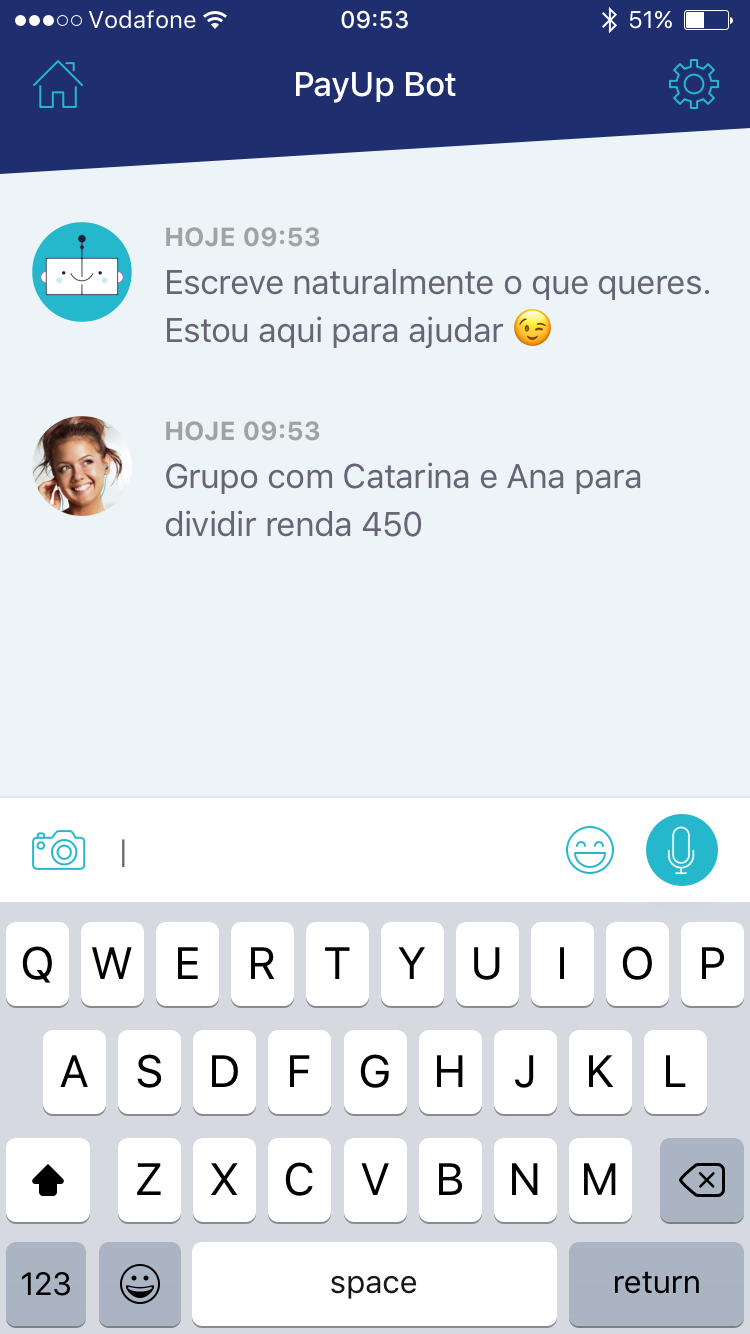 Vodafone 09:53 51%
PayUp Bot
HOJE 09:53
Escreve naturalmente o que queres.
Estou aqui para ajudar 😉
HOJE 09:53
Grupo com Catarina e Ana para
dividir renda 450
Q W E R T Y U I O P
A S D F G H J K L
Z X C V B N M
123 space return